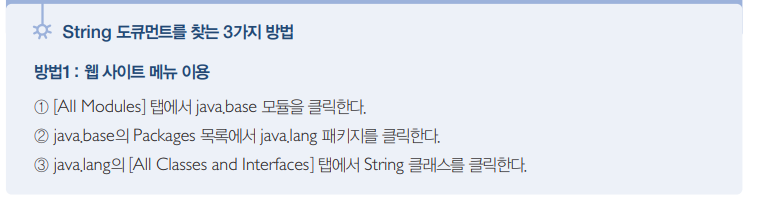 String 도큐먼트를 찾는 3가지 방법
방법1 : 웹 사이트 메뉴 이용
① [All Modules] 탭에서 java.base 모듈을 클릭한다.
② java.base의 Packages 목록에서 java.lang 패키지를 클릭한다.
③ java.lang의 [All Classes and Interfaces] 탭에서 String 클래스를 클릭한다.